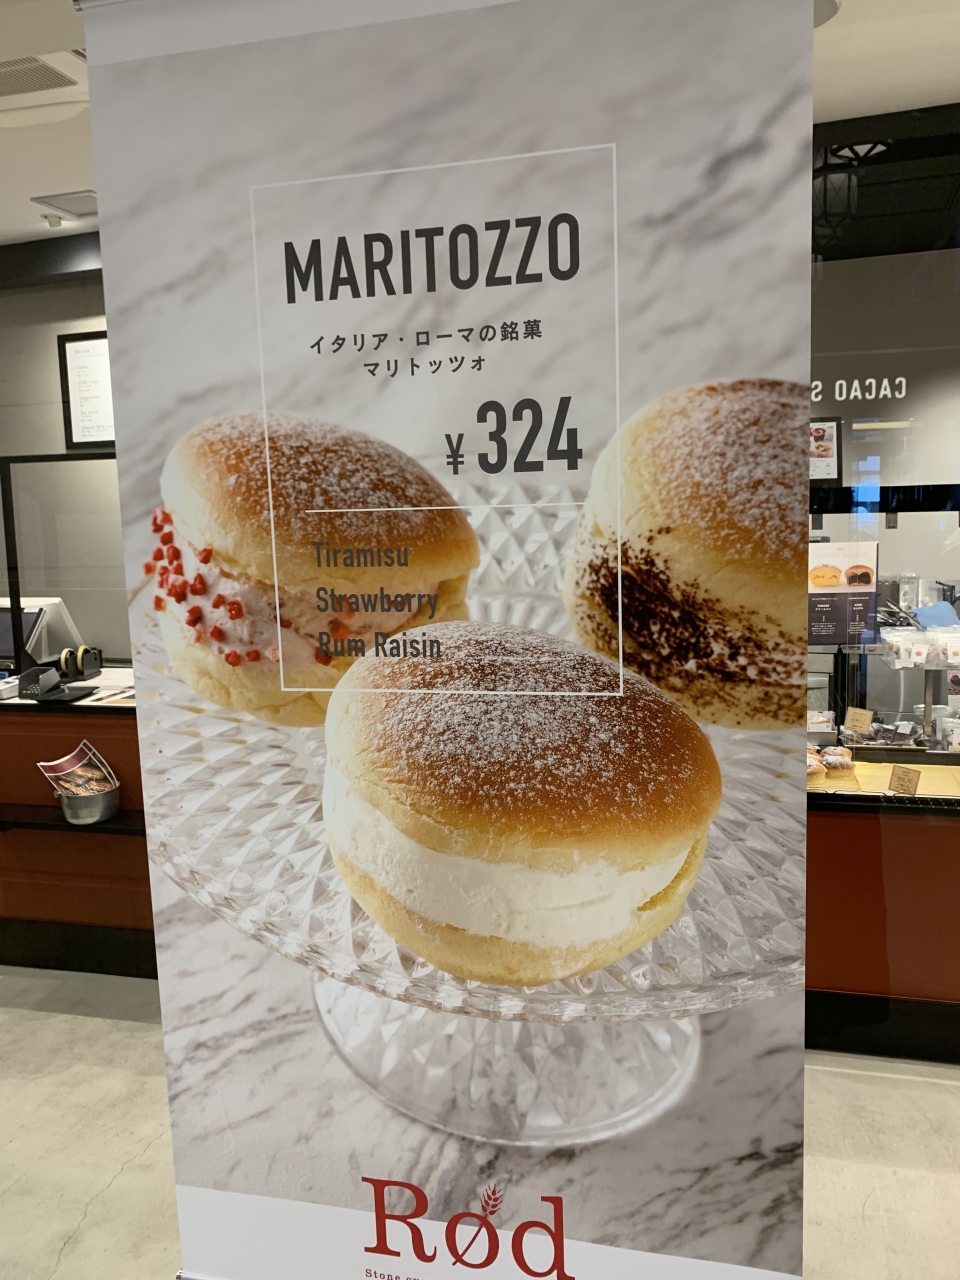 MARITOZZO
イタリア・ローマの銘菓
マリトッツォ
¥324
Tiramisu
Strawberry
Rum Raisin
Rød
Stone
CACAO S